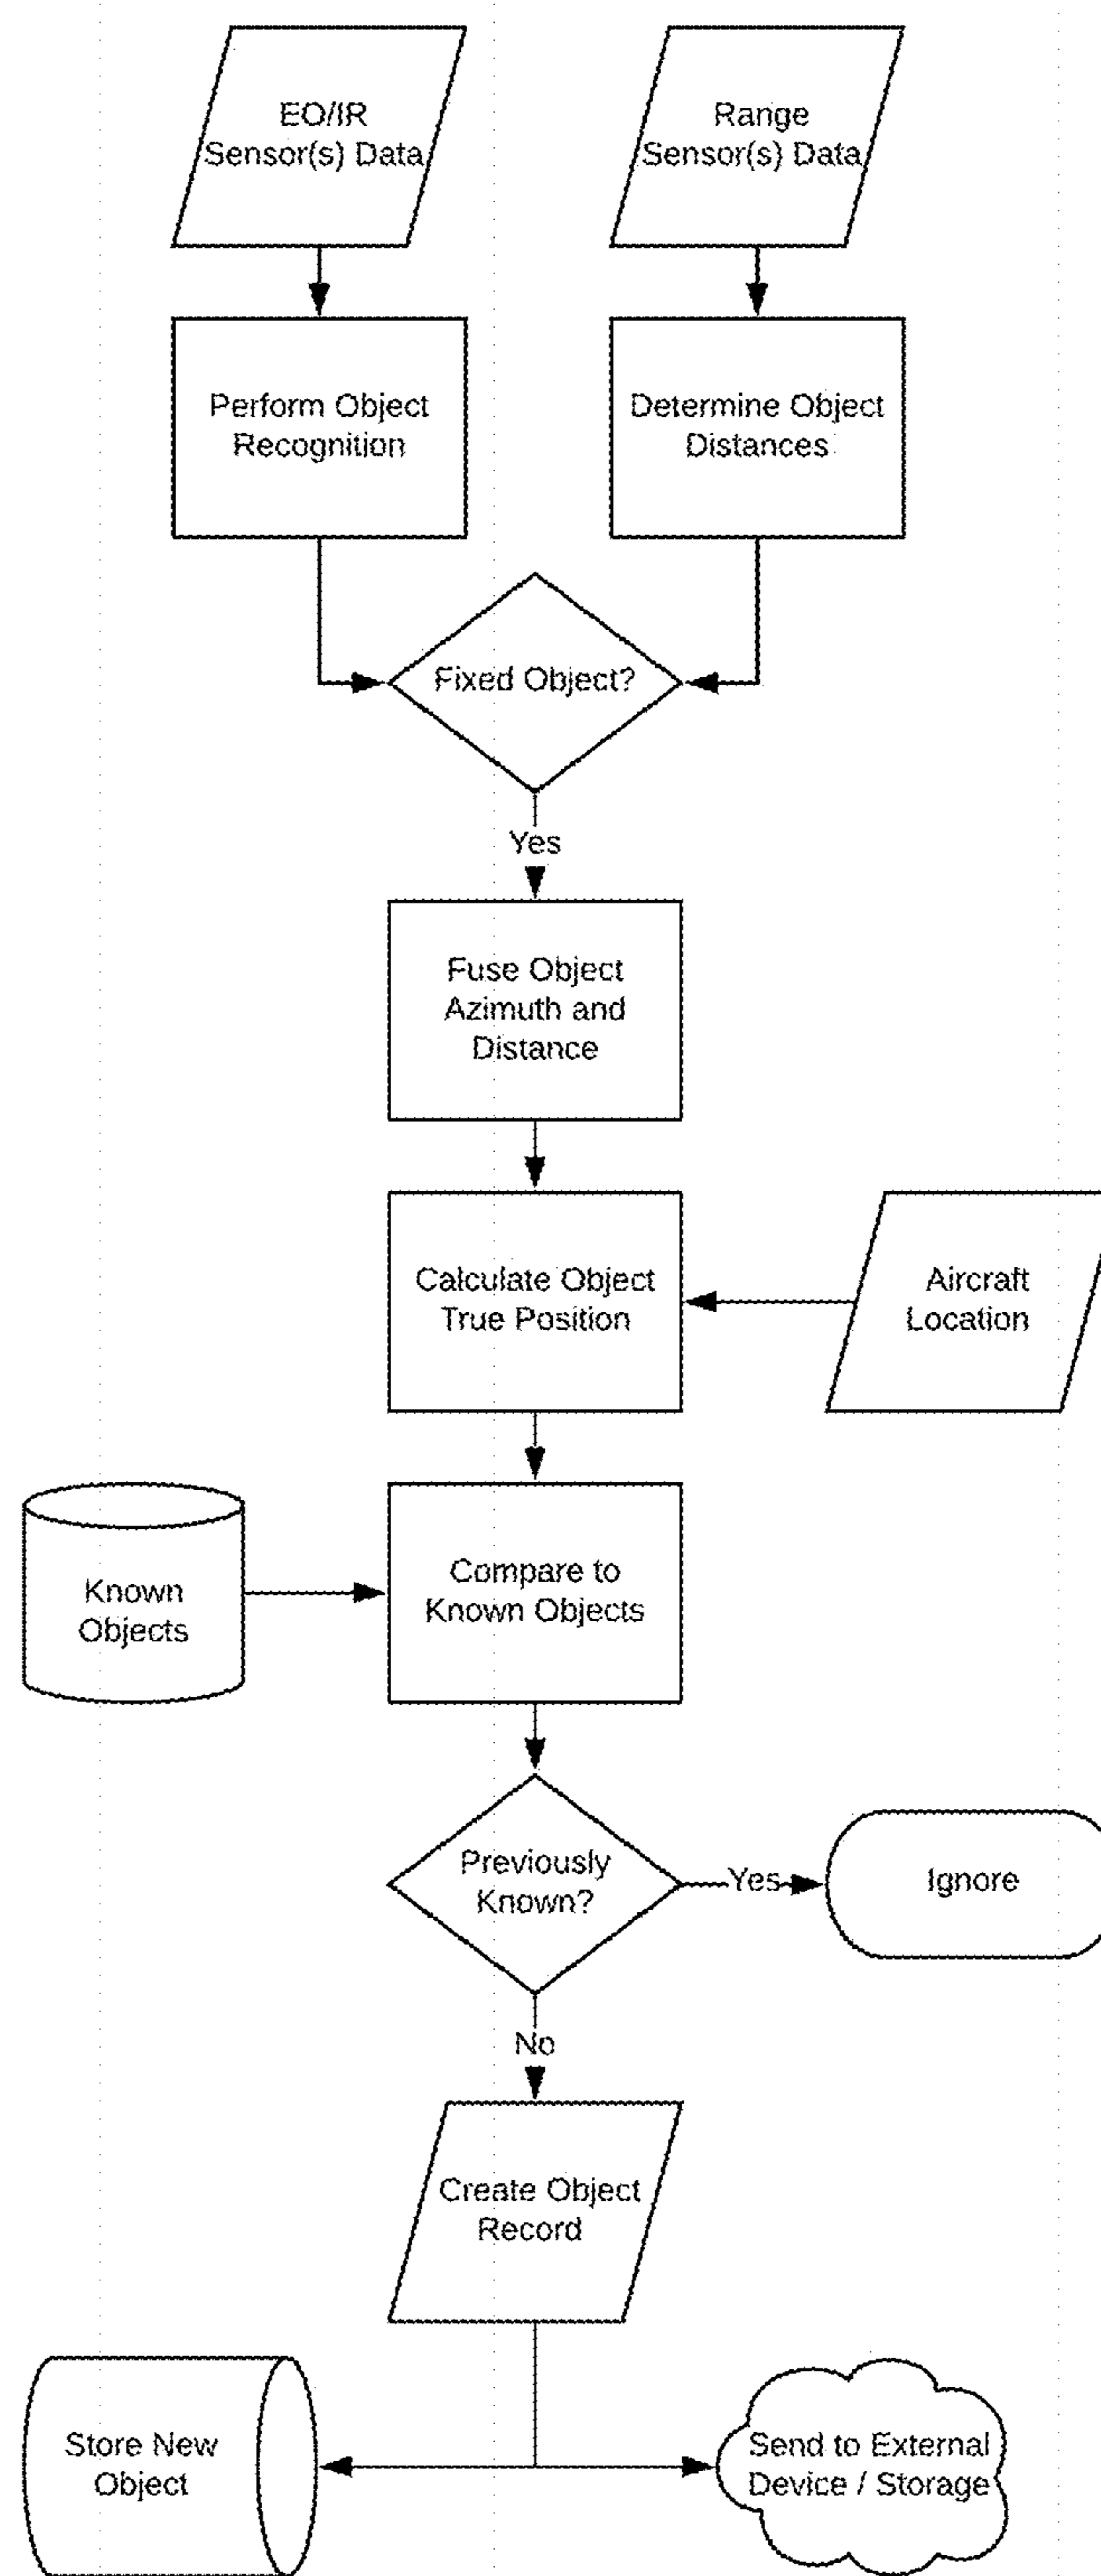 EO/IR
Sensor(s) Data
Range
Sensor(s) Data
Perform Object
Recognition
Determine Object
Distances
Fixed Object?
Yes
Fuse Object
Azimuth and
Distance
Calculate Object
True Position
Aircraft
Location
Known
Objects
Compare to
Known Objects
Previously
Known?
Yes
Ignore
No
Create Object
Record
Store New
Object
Send to External
Device / Storage